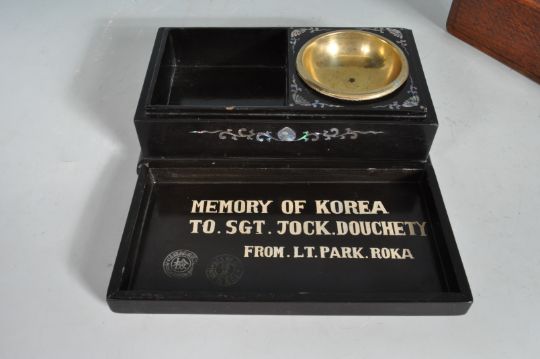 MEMORY OF KOREA
TO. SGT. JOCK. DOUCHETY
FROM. LT. PARK. ROKA